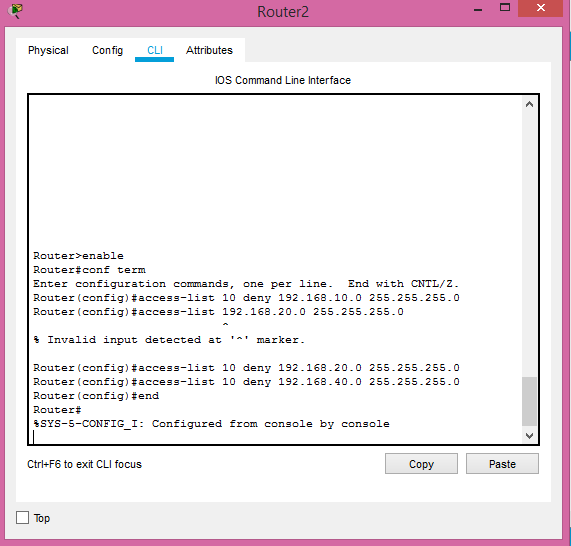 Router2
Physical Config CLI Attributes
IOS Command Line Interface
Router>enable
Router#conf term
Enter configuration commands, one per line.  End with CNTL/Z.
Router(config)#access-list 10 deny 192.168.10.0 255.255.255.0
Router(config)#access-list 192.168.20.0 255.255.255.0
^
% Invalid input detected at '^' marker.
Router(config)#access-list 10 deny 192.168.20.0 255.255.255.0
Router(config)#access-list 10 deny 192.168.40.0 255.255.255.0
Router(config)#end
Router#
%SYS-5-CONFIG_I: Configured from console by console
Ctrl+F6 to exit CLI focus
Copy Paste
Top